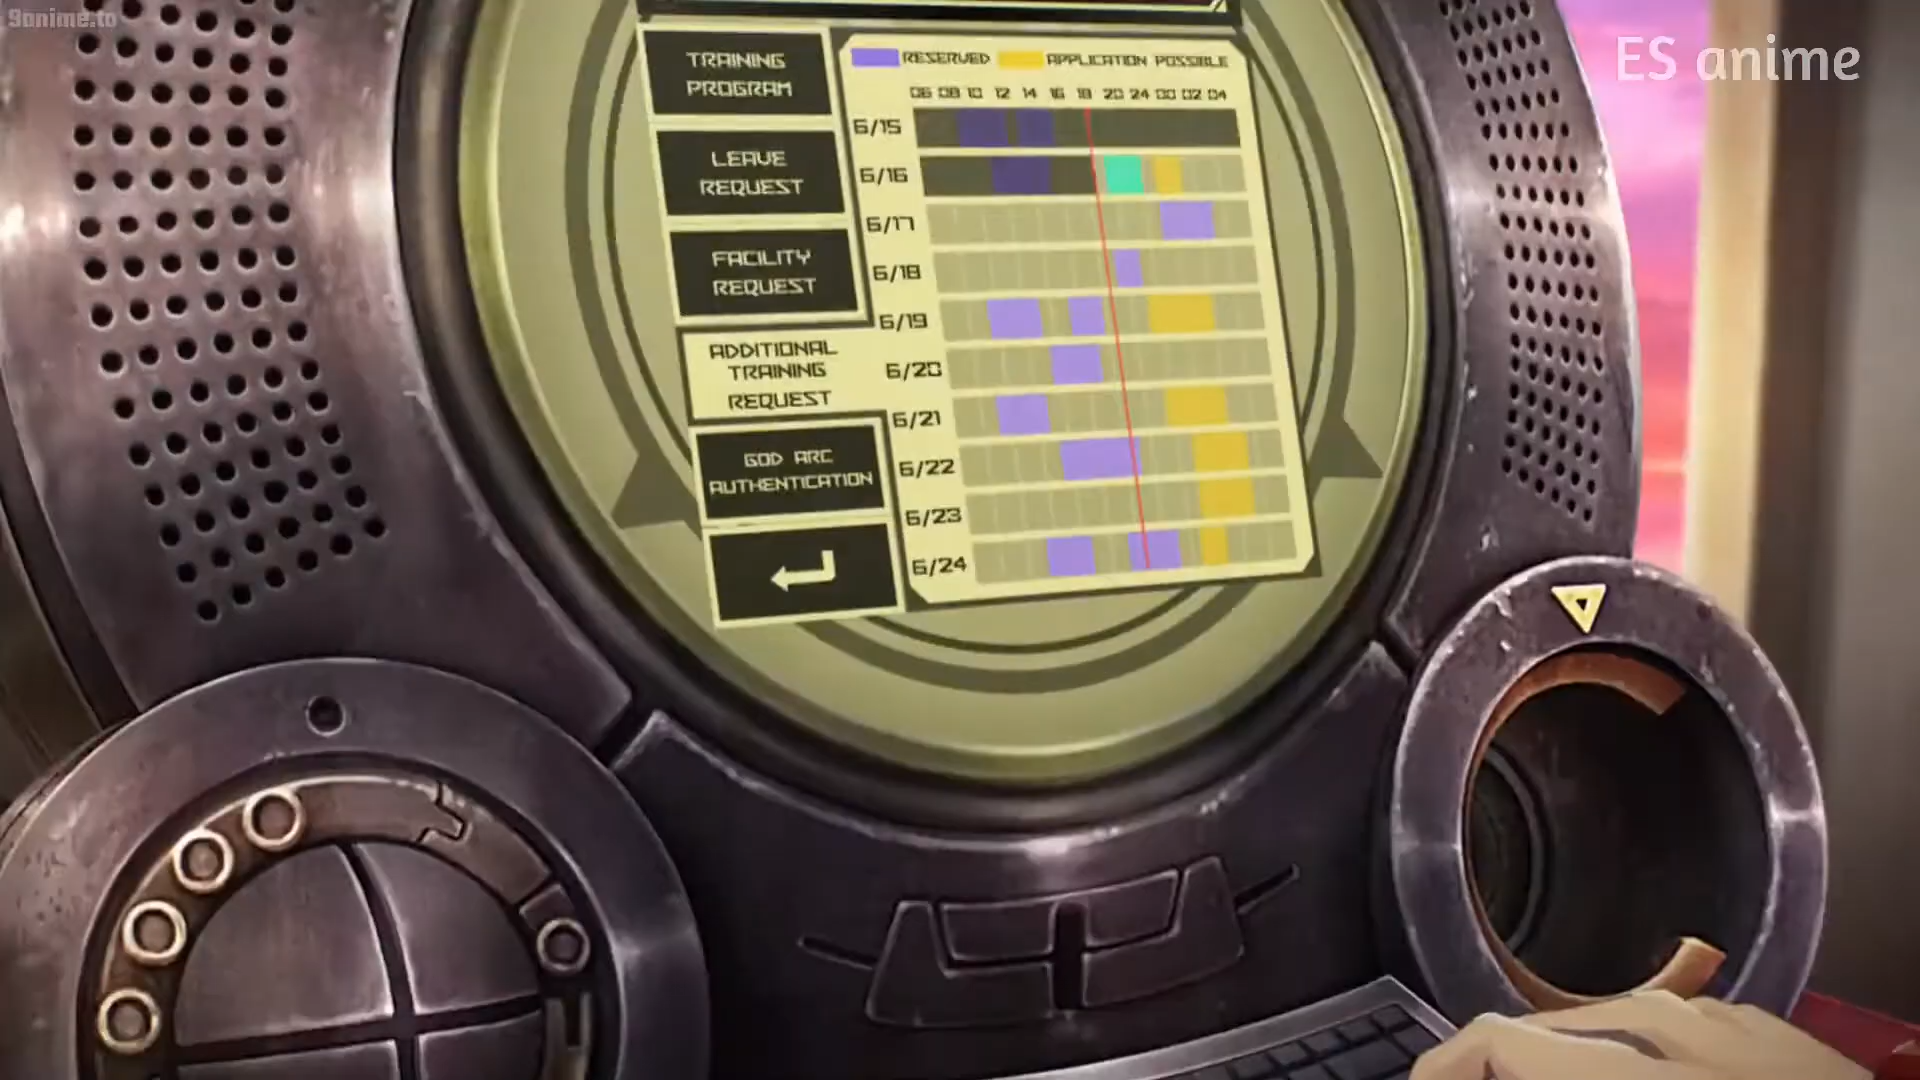 9anime.to
ES anime
TRAINING
PROGRAM
LEAVE
REQUEST
FACILITY
REQUEST
ADDITIONAL
TRAINING
REQUEST
GOD ARC
AUTHENTICATION
RESERVED APPLICATION POSSIBLE
06 08 10 12 14 16 18 20 24 00 02 04
6/15
6/16
6/17
6/18
6/19
6/20
6/21
6/22
6/23
6/24